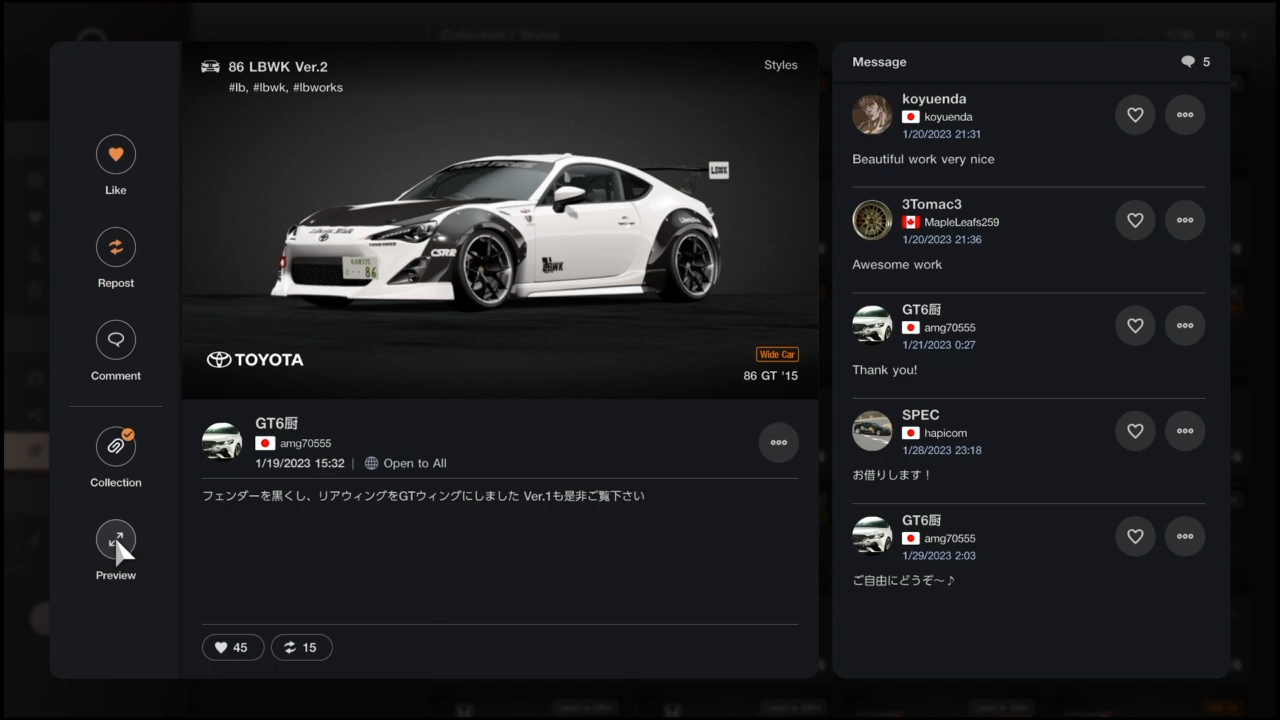 Collection / Styles
86 LBWK Ver.2
Styles
#lb, #lbwk, #lbworks
Like
Repost
Comment
Collection
Preview
LBWK
CSR2
86
LBWK
TOYOTA
Wide Car
86 GT '15
GT6厨
amg70555
1/19/2023 15:32 | Open to All
フェンダーを黒くし、リアウィングをGTウィングにしました Ver.1も是非ご覧下さい
45
15
Message
5
koyuenda
koyuenda
1/20/2023 21:31
Beautiful work very nice
3Tomac3
MapleLeafs259
1/20/2023 21:36
Awesome work
GT6厨
amg70555
1/21/2023 0:27
Thank you!
SPEC
hapicom
1/28/2023 23:18
お借りします！
GT6厨
amg70555
1/29/2023 2:03
ご自由にどうぞ〜♪